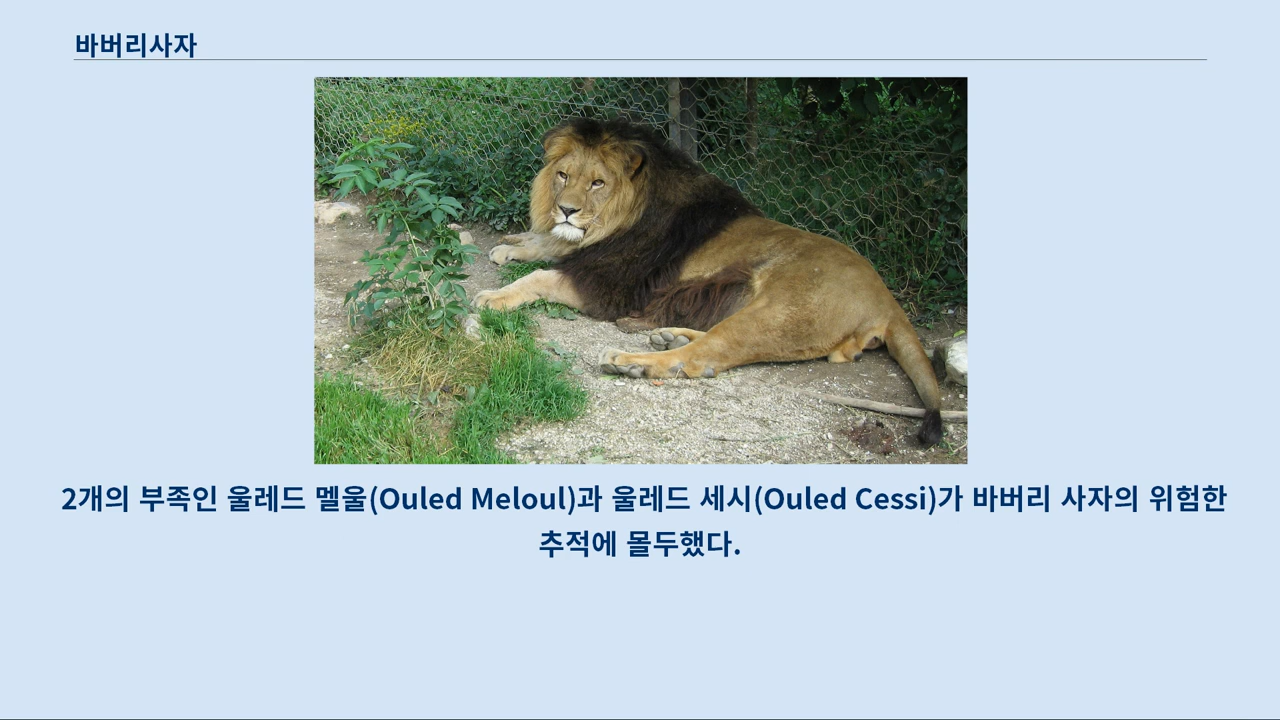 바버리사자
2개의 부족인 울레드 멜울(Ouled Meloul)과 울레드 세시(Ouled Cessi)가 바버리 사자의 위험한
추적에 몰두했다.